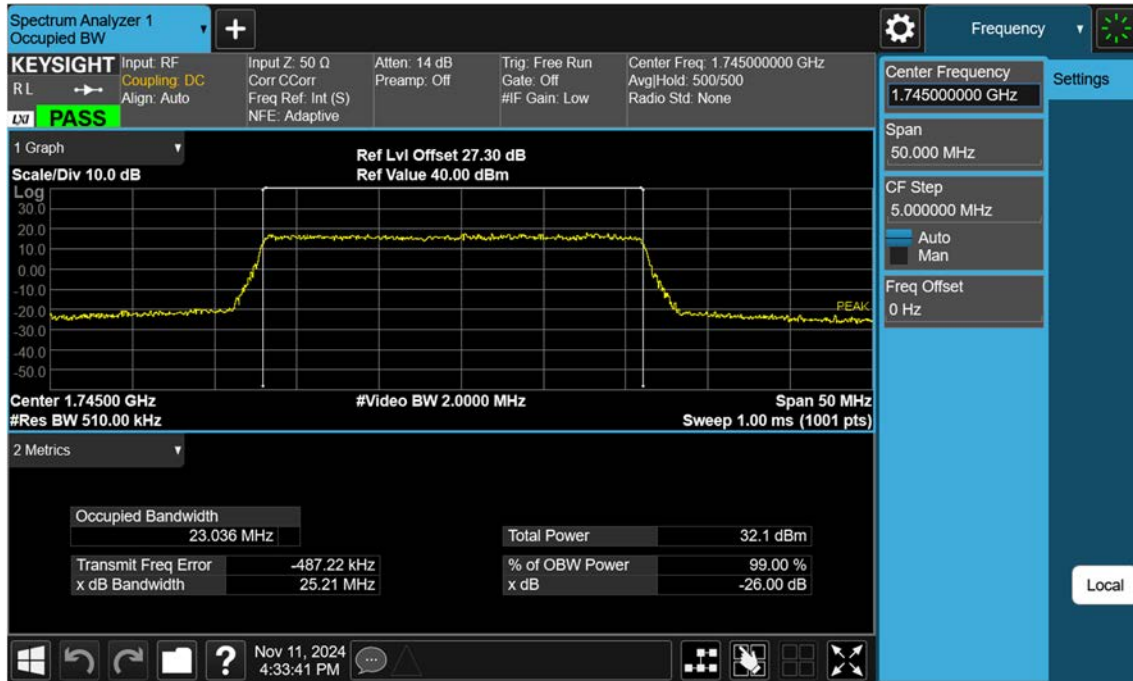 Spectrum Analyzer 1
Occupied BW
Frequency
KEYSIGHT
RL
LXI PASS
Input: RF
Coupling: DC
Align: Auto
Input Z: 50 Ω
Corr CCorr
Freq Ref: Int (S)
NFE: Adaptive
Atten: 14 dB
Preamp: Off
Trig: Free Run
Gate: Off
#IF Gain: Low
Center Freq: 1.745000000 GHz
Avg|Hold: 500/500
Radio Std: None
Center Frequency
1.745000000 GHz
Settings
Span
50.000 MHz
CF Step
5.000000 MHz
Auto
Man
Freq Offset
0 Hz
Local
1 Graph
Scale/Div 10.0 dB
Ref Lvl Offset 27.30 dB
Ref Value 40.00 dBm
Log
30.0
20.0
10.0
0.00
-10.0
-20.0
-30.0
-40.0
-50.0
PEAK
Center 1.74500 GHz
#Video BW 2.0000 MHz
Span 50 MHz
#Res BW 510.00 kHz
Sweep 1.00 ms (1001 pts)
2 Metrics
Occupied Bandwidth
23.036 MHz
Total Power 32.1 dBm
Transmit Freq Error -487.22 kHz
% of OBW Power 99.00 %
x dB Bandwidth 25.21 MHz
x dB -26.00 dB
?
Nov 11, 2024
4:33:41 PM